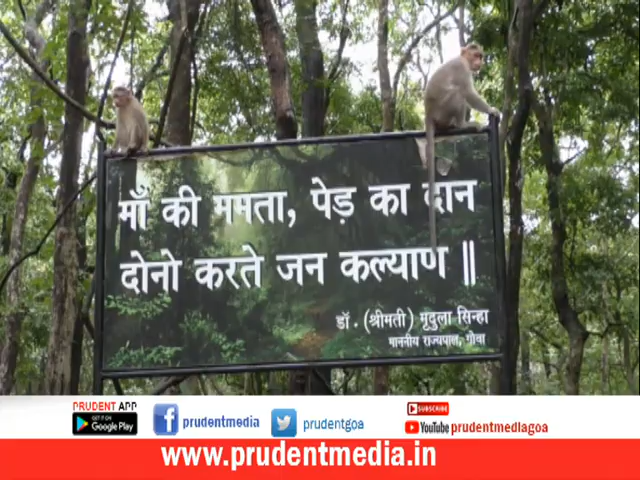 माँ की ममता, पेड़ का दान
दोनो करते जन कल्याण ॥
डॉ. (श्रीमती) मृदुला सिन्हा
माननीय राज्यपाल, गोवा
PRUDENT APP
GET IT ON
Google Play
prudentmedia
prudentgoa
SUBSCRIBE
YouTube prudentmediagoa
www.prudentmedia.in